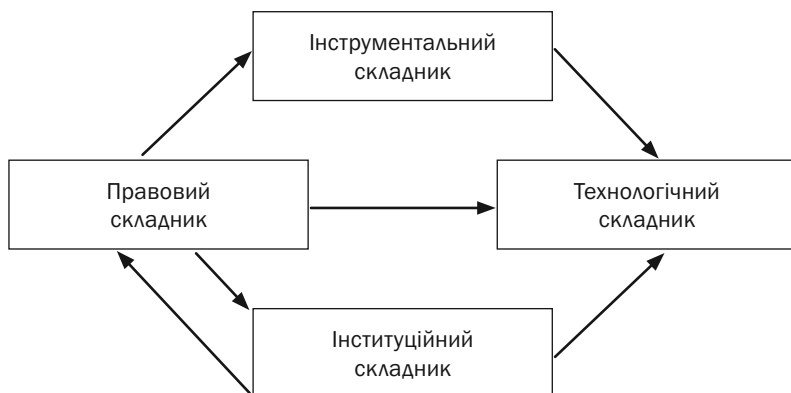 Інструментальний
складник
Правовий
складник
Технологічний
складник
Інституційний
складник